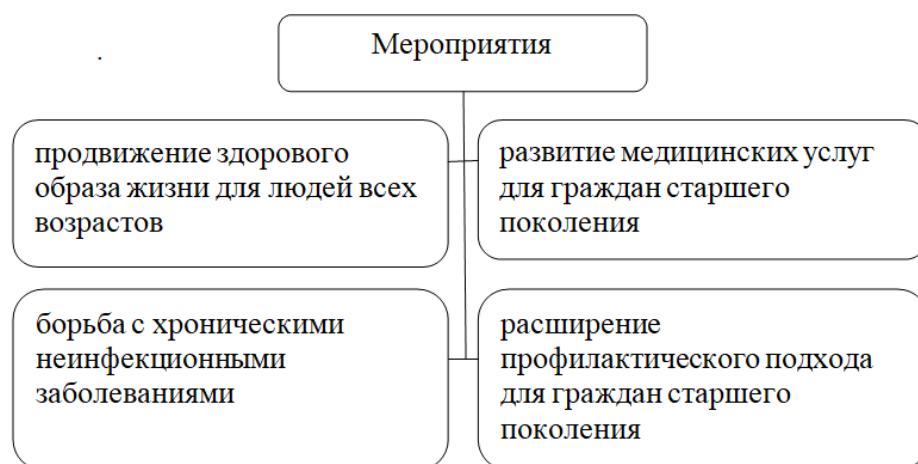 Мероприятия
.
продвижение здорового
образа жизни для людей всех
возрастов
развитие медицинских услуг
для граждан старшего
поколения
борьба с хроническими
неинфекционными
заболеваниями
расширение
профилактического подхода
для граждан старшего
поколения